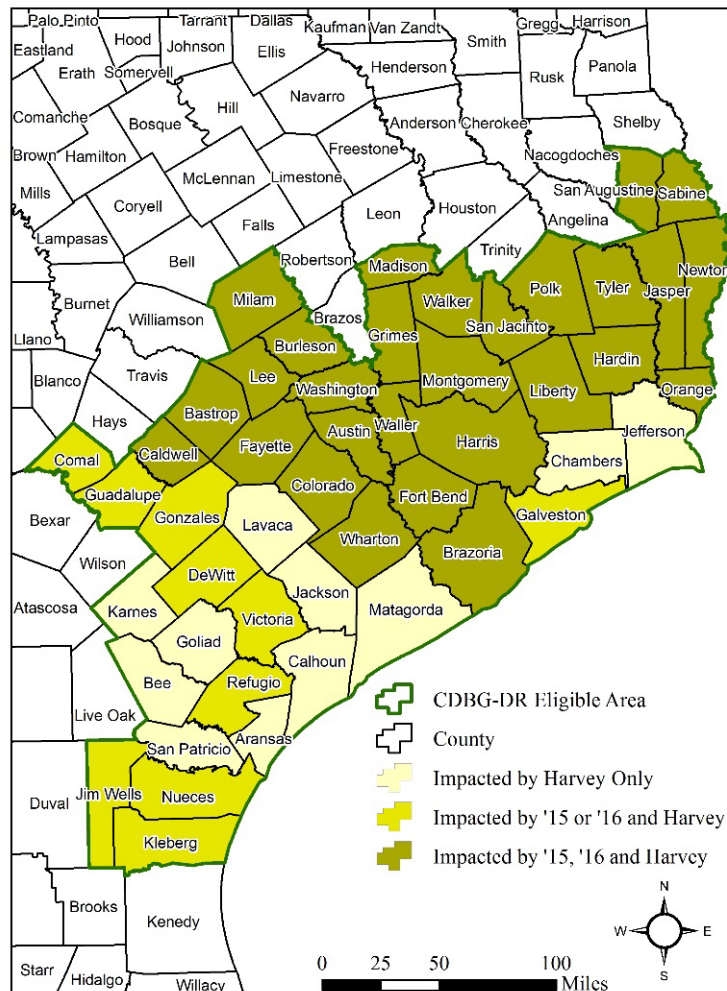 Palo Pinto
Tarrant
Dallas
Kaufman
Van Zandt
Gregg
Harrison
Hood
Johnson
Ellis
Smith
Eastland
Erath
Somervell
Henderson
Rusk
Panola
Hill
Navarro
Comanche
Bosque
Anderson
Cherokee
Shelby
Brown
Hamilton
Freestone
Nacogdoches
McLennan
Limestone
Mills
San Augustine
Sabine
Coryell
Leon
Houston
Angelina
Lampasas
Falls
Trinity
Bell
Robertson
Madison
Burnet
Milam
Walker
Polk
Tyler
Newton
Jasper
Williamson
Brazos
Grimes
San Jacinto
Llano
Burleson
Hardin
Blanco
Travis
Lee
Washington
Montgomery
Liberty
Orange
Hays
Bastrop
Austin
Waller
Jefferson
Caldwell
Fayette
Harris
Chambers
Comal
Guadalupe
Colorado
Fort Bend
Galveston
Bexar
Gonzales
Lavaca
Wharton
Brazoria
Wilson
DeWitt
Jackson
Atascosa
Karnes
Victoria
Matagorda
Goliad
Calhoun
Bee
Refugio
Live Oak
Aransas
San Patricio
Duval
Jim Wells
Nueces
Kleberg
Brooks
Kenedy
Starr
Hidalgo
Willacy
CDBG-DR Eligible Area
County
Impacted by Harvey Only
Impacted by '15 or '16 and Harvey
Impacted by '15, '16 and Harvey
N
W
E
S
0 25 50 100
Miles